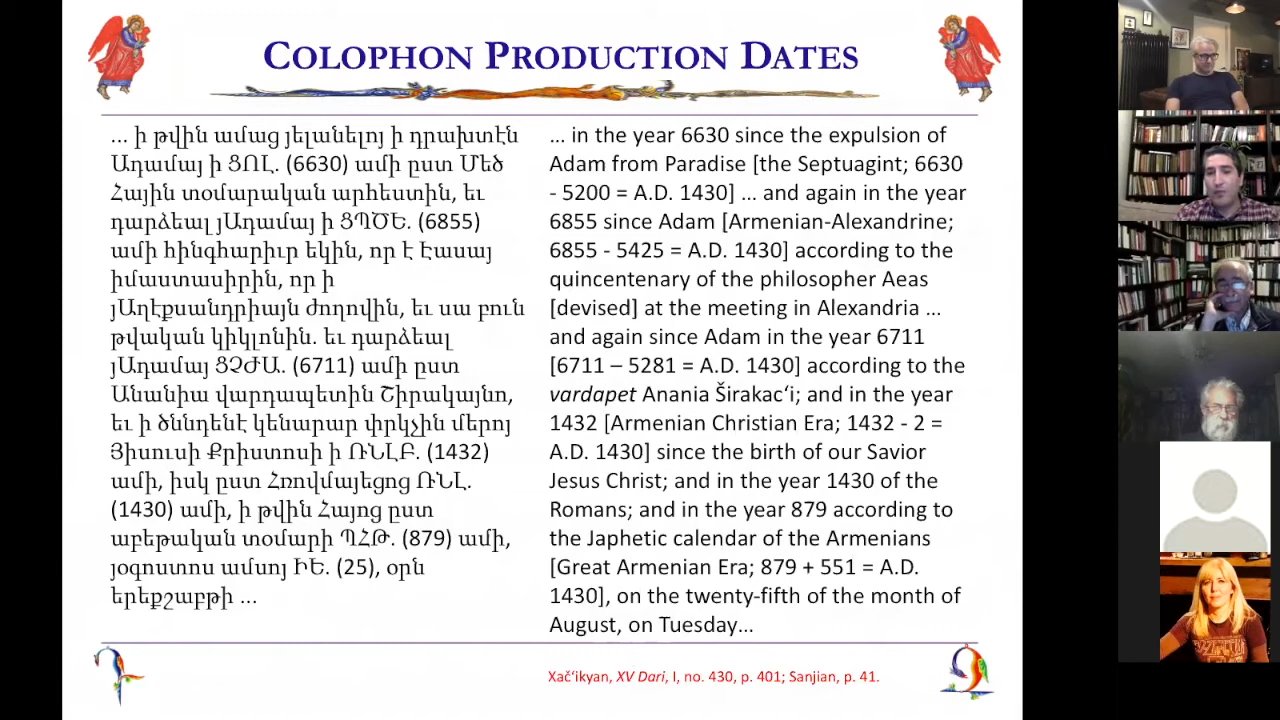 COLOPHON PRODUCTION DATES
... ի թվին ամաց յելանելոյ ի դրախտէն
Ադամայ ի ՑՈԼ. (6630) ամի ըստ Մեծ
Հային տօմարական արհեստին, եւ
դարձեալ յԱդամայ ի ՑՊԾԵ. (6855)
ամի հինգհարիւր եկին, որ է Էասայ
իմաստասիրին, որ ի
յԱղէքսանդրիայն ժողովին, եւ սա բուն
թվական կիկլոնին. եւ դարձեալ
յԱդամայ ՑՉԺԱ. (6711) ամի ըստ
Անանիա վարդապետին Շիրակայնո,
եւ ի ծննդենէ կենարար փրկչին մերոյ
Յիսուսի Քրիստոսի ի ՌՆԼԲ. (1432)
ամի, իսկ ըստ Հռովմայեցոց ՌՆԼ.
(1430) ամի, ի թվին Հայոց ըստ
աբեթական տօմարի ՊՀԹ. (879) ամի,
յօգոստոս ամսոյ ԻԵ. (25), օրն
երեքշաբթի ...
... in the year 6630 since the expulsion of
Adam from Paradise [the Septuagint; 6630
- 5200 = A.D. 1430] ... and again in the year
6855 since Adam [Armenian-Alexandrine;
6855 - 5425 = A.D. 1430] according to the
quincentenary of the philosopher Aeas
[devised] at the meeting in Alexandria ...
and again since Adam in the year 6711
[6711 – 5281 = A.D. 1430] according to the
vardapet Anania Širakac‘i; and in the year
1432 [Armenian Christian Era; 1432 - 2 =
A.D. 1430] since the birth of our Savior
Jesus Christ; and in the year 1430 of the
Romans; and in the year 879 according to
the Japhetic calendar of the Armenians
[Great Armenian Era; 879 + 551 = A.D.
1430], on the twenty-fifth of the month of
August, on Tuesday...
Xač‘ikyan, XV Dari, I, no. 430, p. 401; Sanjian, p. 41.